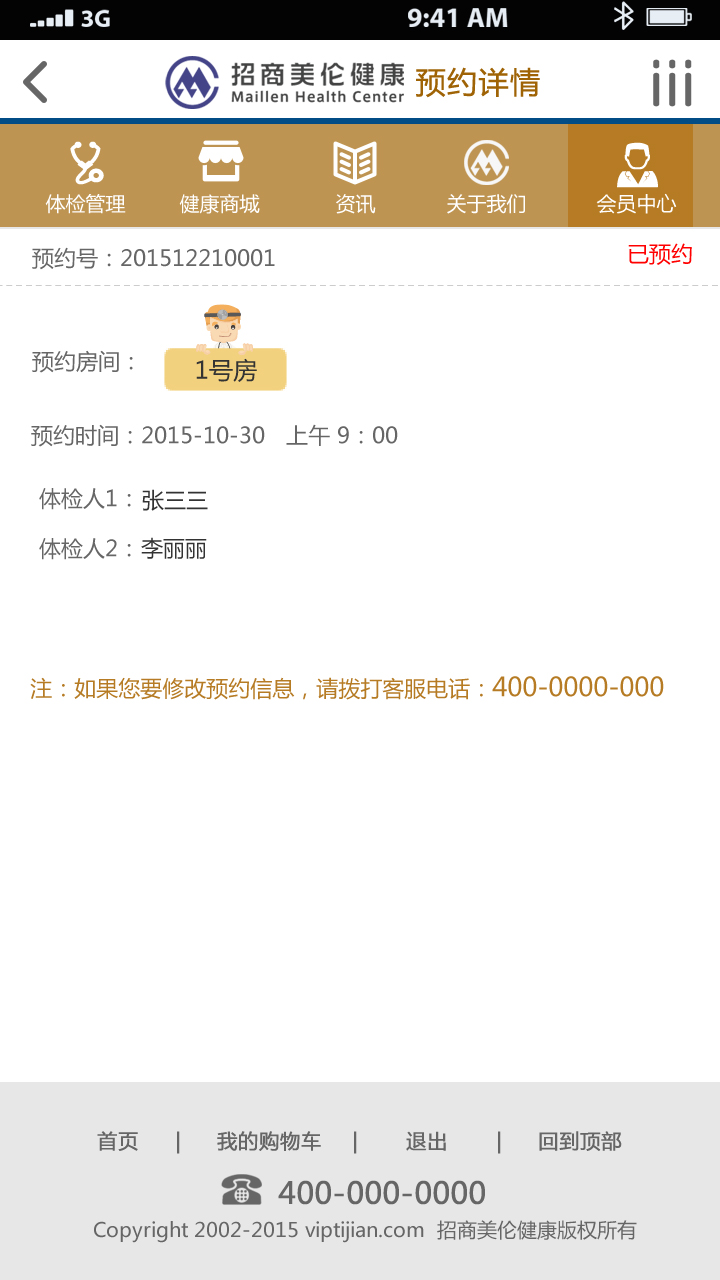 3G 9:41 AM
招商美伦健康 预约详情
Maillen Health Center
体检管理 健康商城 资讯 关于我们 会员中心
预约号：201512210001 已预约
预约房间： 1号房
预约时间：2015-10-30 上午 9：00
体检人1：张三三
体检人2：李丽丽
注：如果您要修改预约信息，请拨打客服电话：400-0000-000
首页 | 我的购物车 | 退出 | 回到顶部
400-000-0000
Copyright 2002-2015 viptijian.com 招商美伦健康版权所有